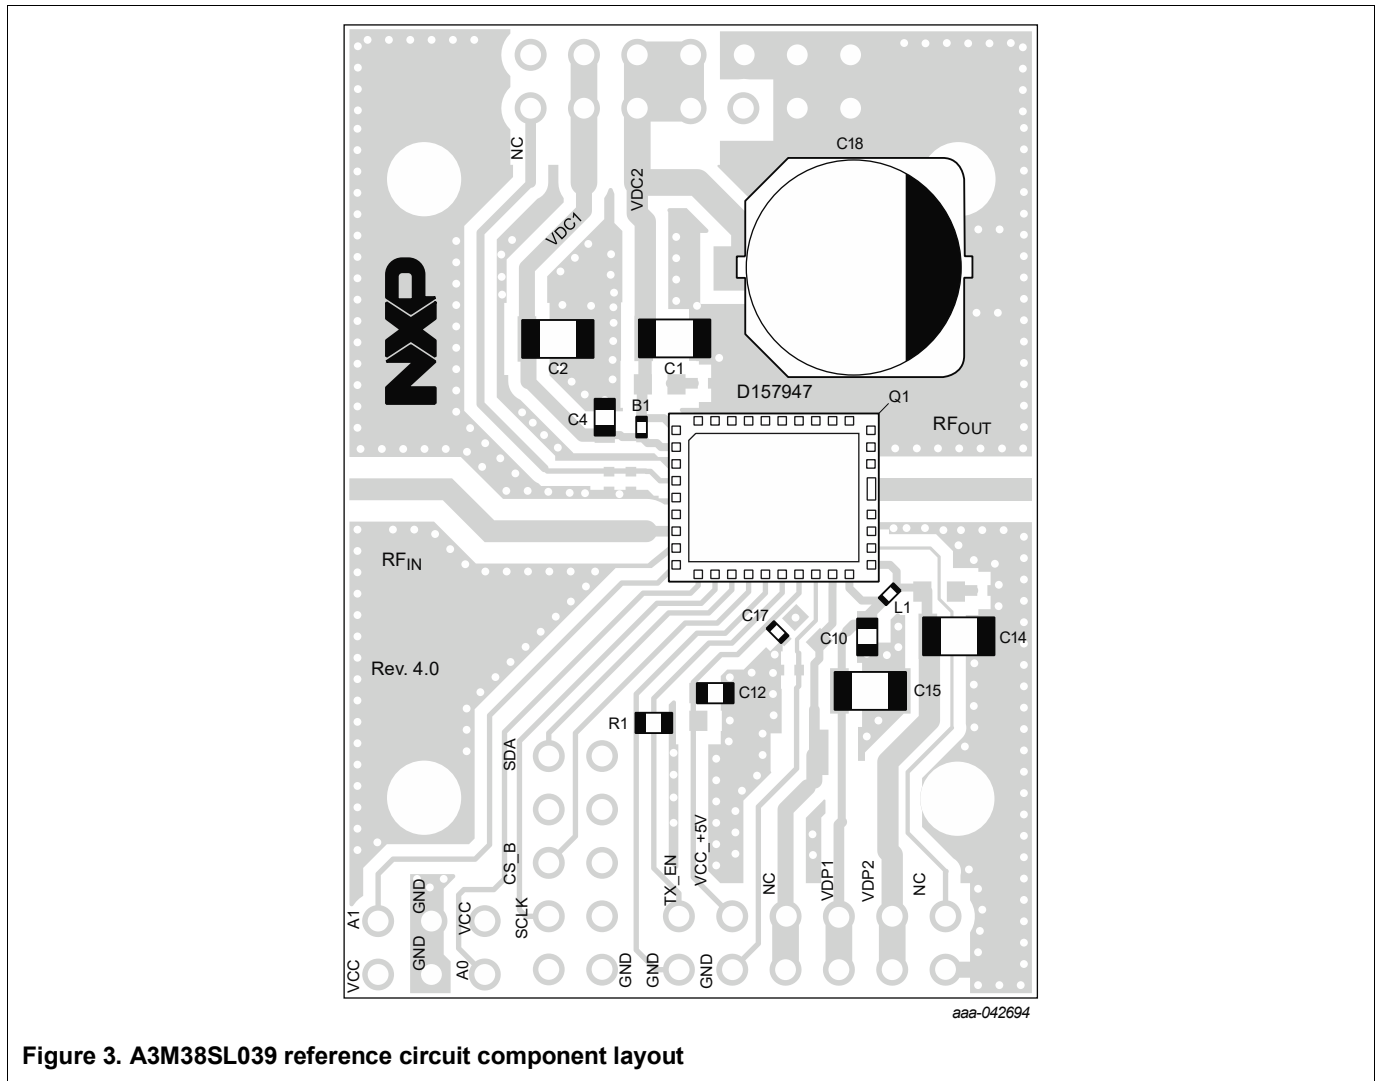 C18
NC
VDC2
VDC1
NXP
C2
C1
D157947
Q1
B1
C4
RFOUT
RFIN
L1
C17
C10
C14
Rev. 4.0
C12
C15
R1
SDA
CS_B
VCC_+5V
TX_EN
NC
VDP1
VDP2
NC
A1
GND
VCC
SCLK
VCC
GND
A0
GND
GND
GND
aaa-042694
Figure 3. A3M38SL039 reference circuit component layout